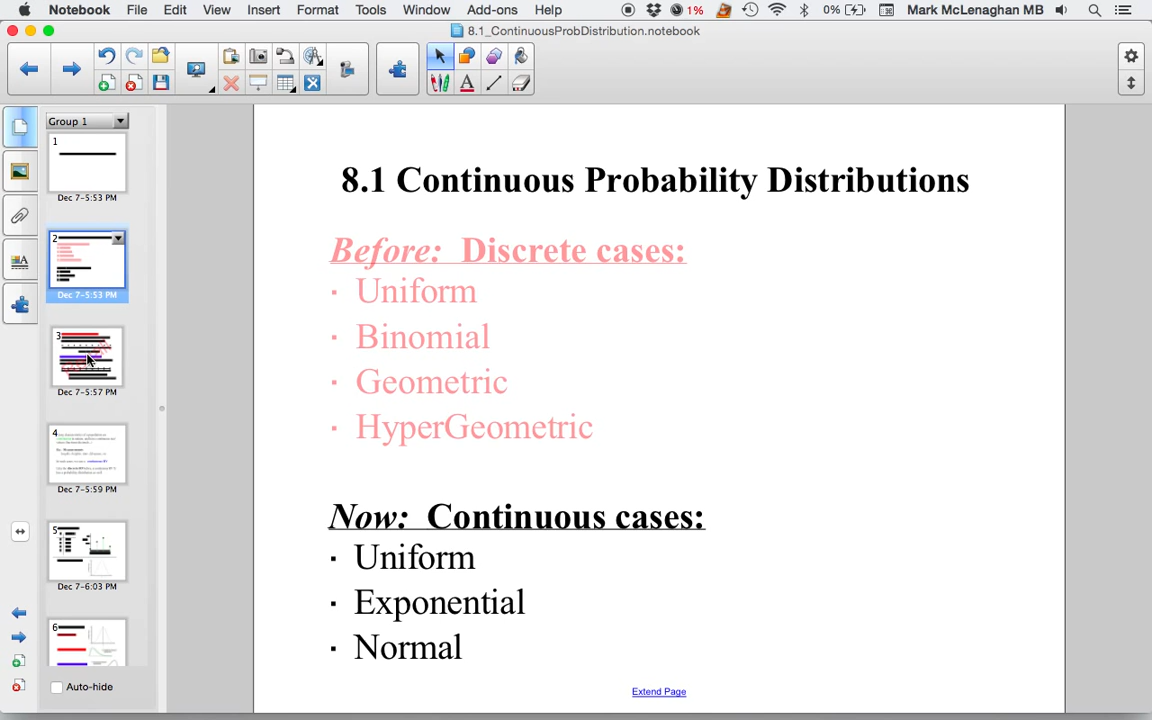 Notebook File Edit View Insert Format Tools Window Add-ons Help 1% 0% Mark McLenaghan MB
8.1_ContinuousProbDistribution.notebook
Group 1
1
Dec 7-5:53 PM
2
Dec 7-5:53 PM
3
Dec 7-5:57 PM
4
Dec 7-5:59 PM
5
Dec 7-6:03 PM
6
Auto-hide
8.1 Continuous Probability Distributions
Before: Discrete cases:
· Uniform
· Binomial
· Geometric
· HyperGeometric
Now: Continuous cases:
· Uniform
· Exponential
· Normal
Extend Page